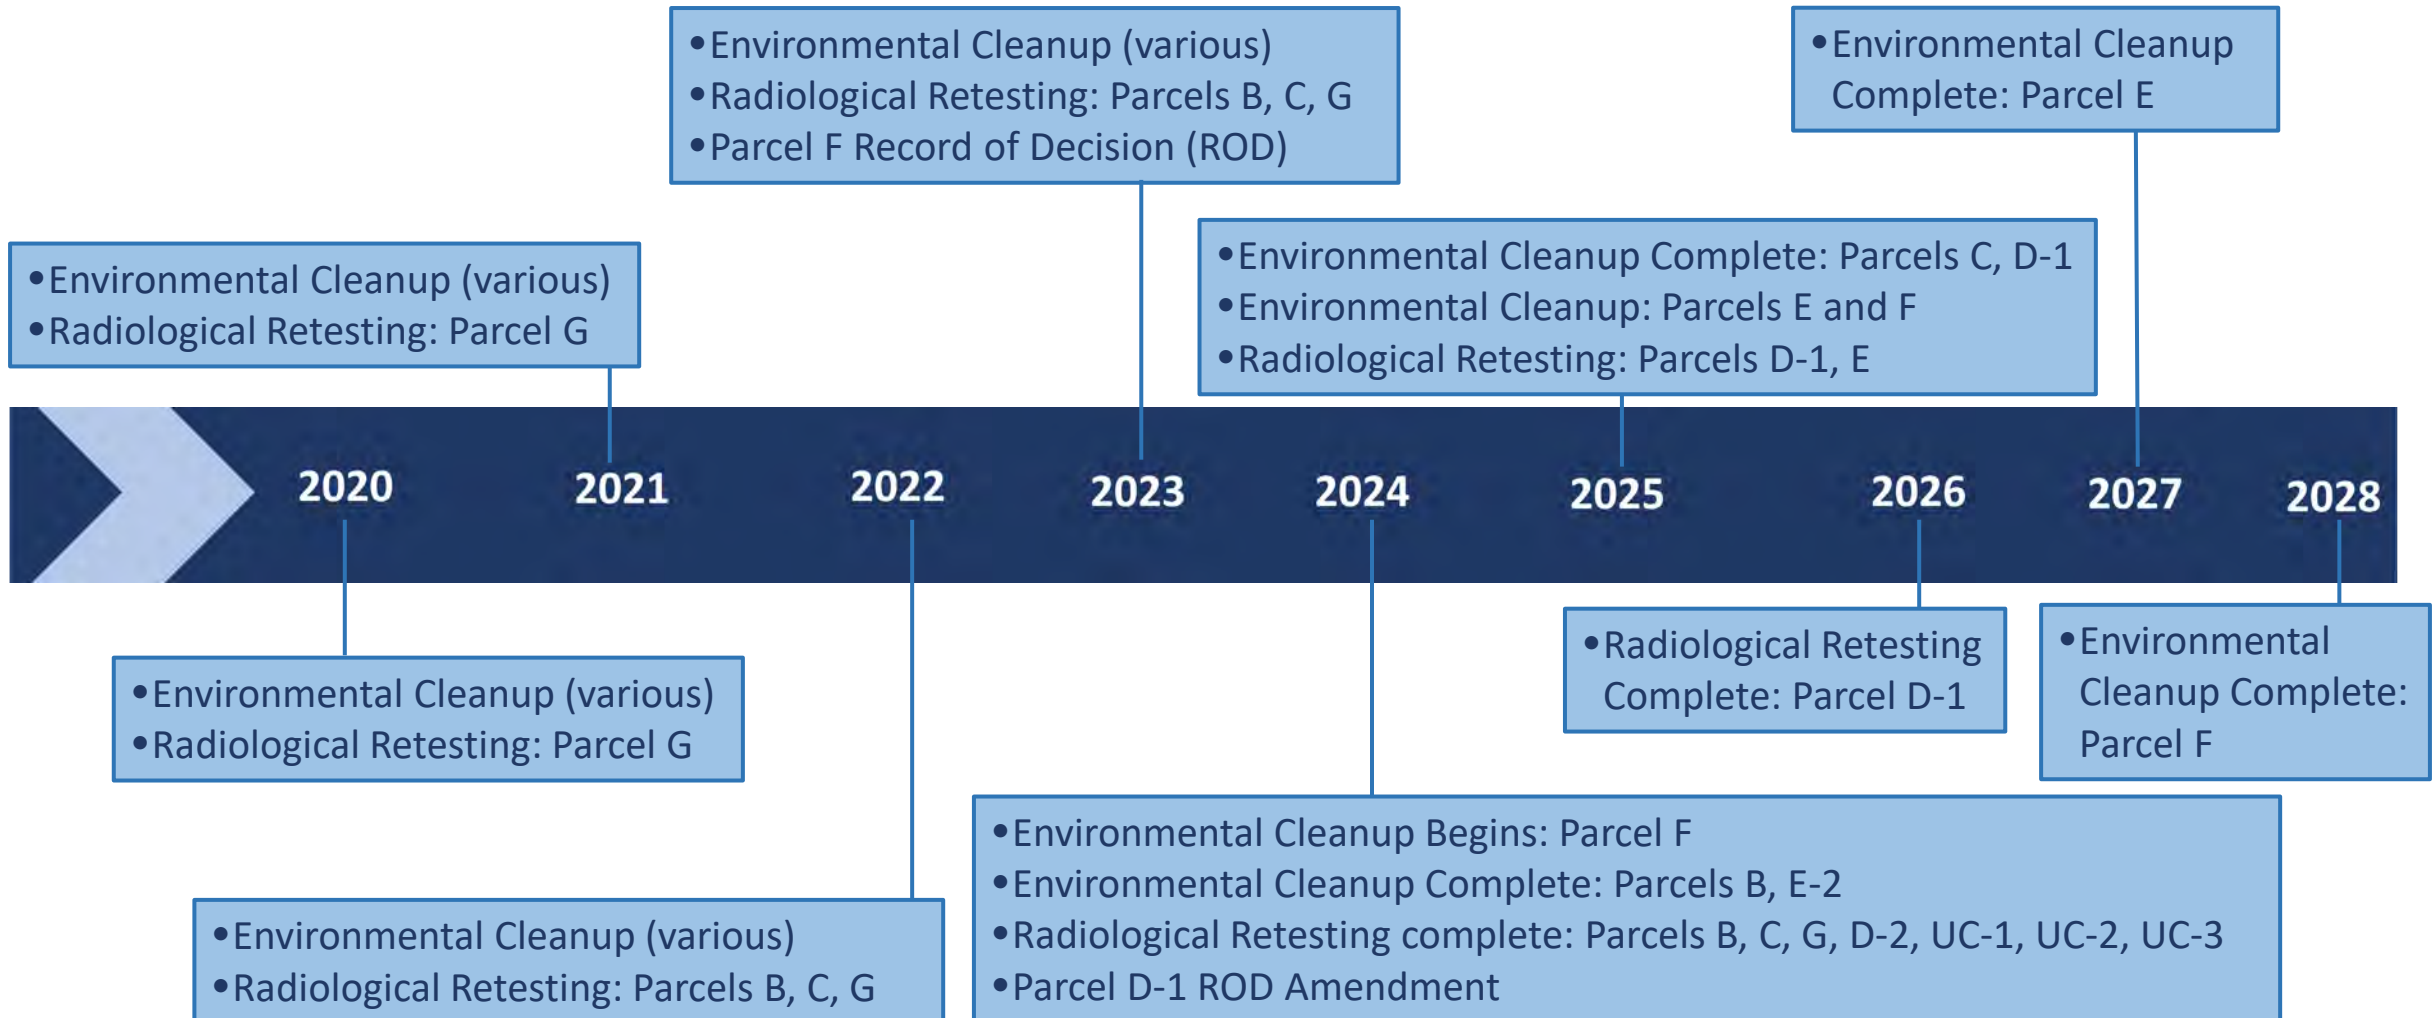 •Environmental Cleanup (various)
•Radiological Retesting: Parcels B, C, G
•Parcel F Record of Decision (ROD)
•Environmental Cleanup
Complete: Parcel E
•Environmental Cleanup (various)
•Radiological Retesting: Parcel G
•Environmental Cleanup Complete: Parcels C, D-1
•Environmental Cleanup: Parcels E and F
•Radiological Retesting: Parcels D-1, E
2020 2021 2022 2023 2024 2025 2026 2027 2028
•Environmental Cleanup (various)
•Radiological Retesting: Parcel G
•Radiological Retesting
Complete: Parcel D-1
•Environmental
Cleanup Complete:
Parcel F
•Environmental Cleanup (various)
•Radiological Retesting: Parcels B, C, G
•Environmental Cleanup Begins: Parcel F
•Environmental Cleanup Complete: Parcels B, E-2
•Radiological Retesting complete: Parcels B, C, G, D-2, UC-1, UC-2, UC-3
•Parcel D-1 ROD Amendment